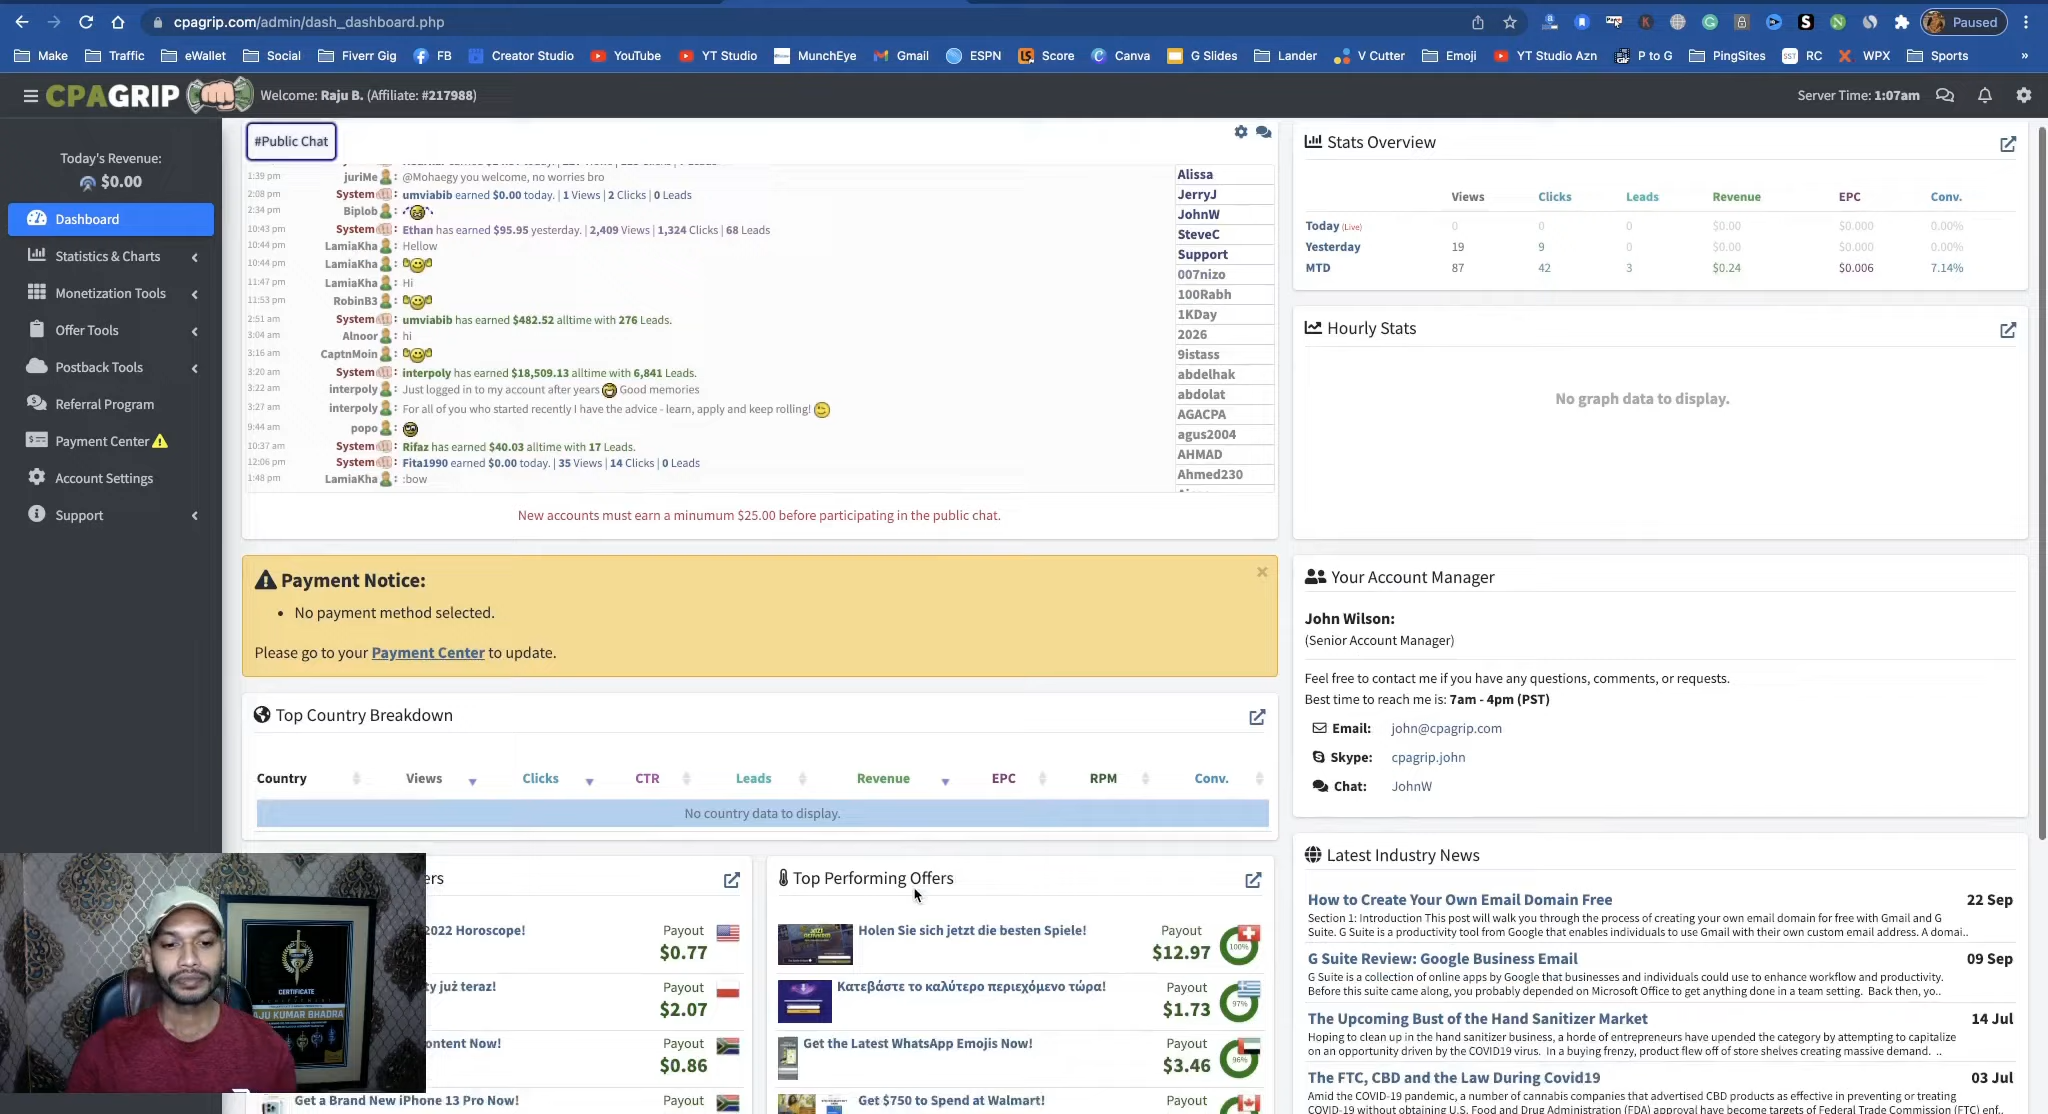 cpagrip.com/admin/dash_dashboard.php
Paused
Make Traffic eWallet Social Fiverr Gig FB Creator Studio YouTube YT Studio MunchEye Gmail ESPN Score Canva G Slides Lander V Cutter Emoji YT Studio Azn P to G PingSites RC WPX Sports »
CPAGRIP Welcome: Raju B. (Affiliate: #217988)
Server Time: 1:07am
Today's Revenue:
$0.00
Dashboard
Statistics & Charts
Monetization Tools
Offer Tools
Postback Tools
Referral Program
Payment Center
Account Settings
Support
#Public Chat
1:39 pm juriMe : @Mohaegy you welcome, no worries bro
2:08 pm System : umviabib earned $0.00 today. | 1 Views | 2 Clicks | 0 Leads
2:34 pm Biplob :
10:43 pm System : Ethan has earned $95.95 yesterday. | 2,409 Views | 1,324 Clicks | 68 Leads
10:44 pm LamiaKha : Hellow
10:44 pm LamiaKha :
11:47 pm LamiaKha : Hi
11:53 pm RobinB3 :
2:51 am System : umviabib has earned $482.52 alltime with 276 Leads.
3:04 am Alnoor : hi
3:16 am CaptnMoin :
3:20 am System : interpoly has earned $18,509.13 alltime with 6,841 Leads.
3:22 am interpoly : Just logged in to my account after years Good memories
3:27 am interpoly : For all of you who started recently I have the advice - learn, apply and keep rolling!
9:44 am popo :
10:37 am System : Rifaz has earned $40.03 alltime with 17 Leads.
12:06 pm System : Fita1990 earned $0.00 today. | 35 Views | 14 Clicks | 0 Leads
1:48 pm LamiaKha : :bow
Alissa
JerryJ
JohnW
SteveC
Support
007nizo
100Rabh
1KDay
2026
9istass
abdelhak
abdolat
AGACPA
agus2004
AHMAD
Ahmed230
New accounts must earn a minumum $25.00 before participating in the public chat.
Payment Notice:
• No payment method selected.
Please go to your Payment Center to update.
Top Country Breakdown
Country Views Clicks CTR Leads Revenue EPC RPM Conv.
No country data to display.
ers
2022 Horoscope! Payout
$0.77
ty już teraz! Payout
$2.07
ontent Now! Payout
$0.86
Get a Brand New iPhone 13 Pro Now! Payout
Top Performing Offers
Holen Sie sich jetzt die besten Spiele! Payout
$12.97 100%
Κατεβάστε το καλύτερο περιεχόμενο τώρα! Payout
$1.73 97%
Get the Latest WhatsApp Emojis Now! Payout
$3.46 96%
Get $750 to Spend at Walmart! Payout
Stats Overview
Views Clicks Leads Revenue EPC Conv.
Today (Live) 0 0 0 $0.00 $0.000 0.00%
Yesterday 19 9 0 $0.00 $0.000 0.00%
MTD 87 42 3 $0.24 $0.006 7.14%
Hourly Stats
No graph data to display.
Your Account Manager
John Wilson:
(Senior Account Manager)
Feel free to contact me if you have any questions, comments, or requests.
Best time to reach me is: 7am - 4pm (PST)
Email: john@cpagrip.com
Skype: cpagrip.john
Chat: JohnW
Latest Industry News
How to Create Your Own Email Domain Free 22 Sep
Section 1: Introduction This post will walk you through the process of creating your own email domain for free with Gmail and G
Suite. G Suite is a productivity tool from Google that enables individuals to use Gmail with their own custom email address. A domai..
G Suite Review: Google Business Email 09 Sep
G Suite is a collection of online apps by Google that businesses and individuals could use to enhance workflow and productivity.
Before this suite came along, you probably depended on Microsoft Office to get anything done in a team setting. Back then, yo..
The Upcoming Bust of the Hand Sanitizer Market 14 Jul
Hoping to clean up in the hand sanitizer business, a horde of entrepreneurs have upended the category by attempting to capitalize
on an opportunity driven by the COVID19 virus. In a buying frenzy, product flew off of store shelves creating massive demand. ..
The FTC, CBD and the Law During Covid19 03 Jul
Amid the COVID-19 pandemic, a number of cannabis companies that advertised CBD products as effective in preventing or treating
COVID-19 without obtaining U.S. Food and Drug Administration (FDA) approval have become targets of Federal Trade Commission (FTC) enf..
CERTIFICATE
AJU KUMAR BHADRA